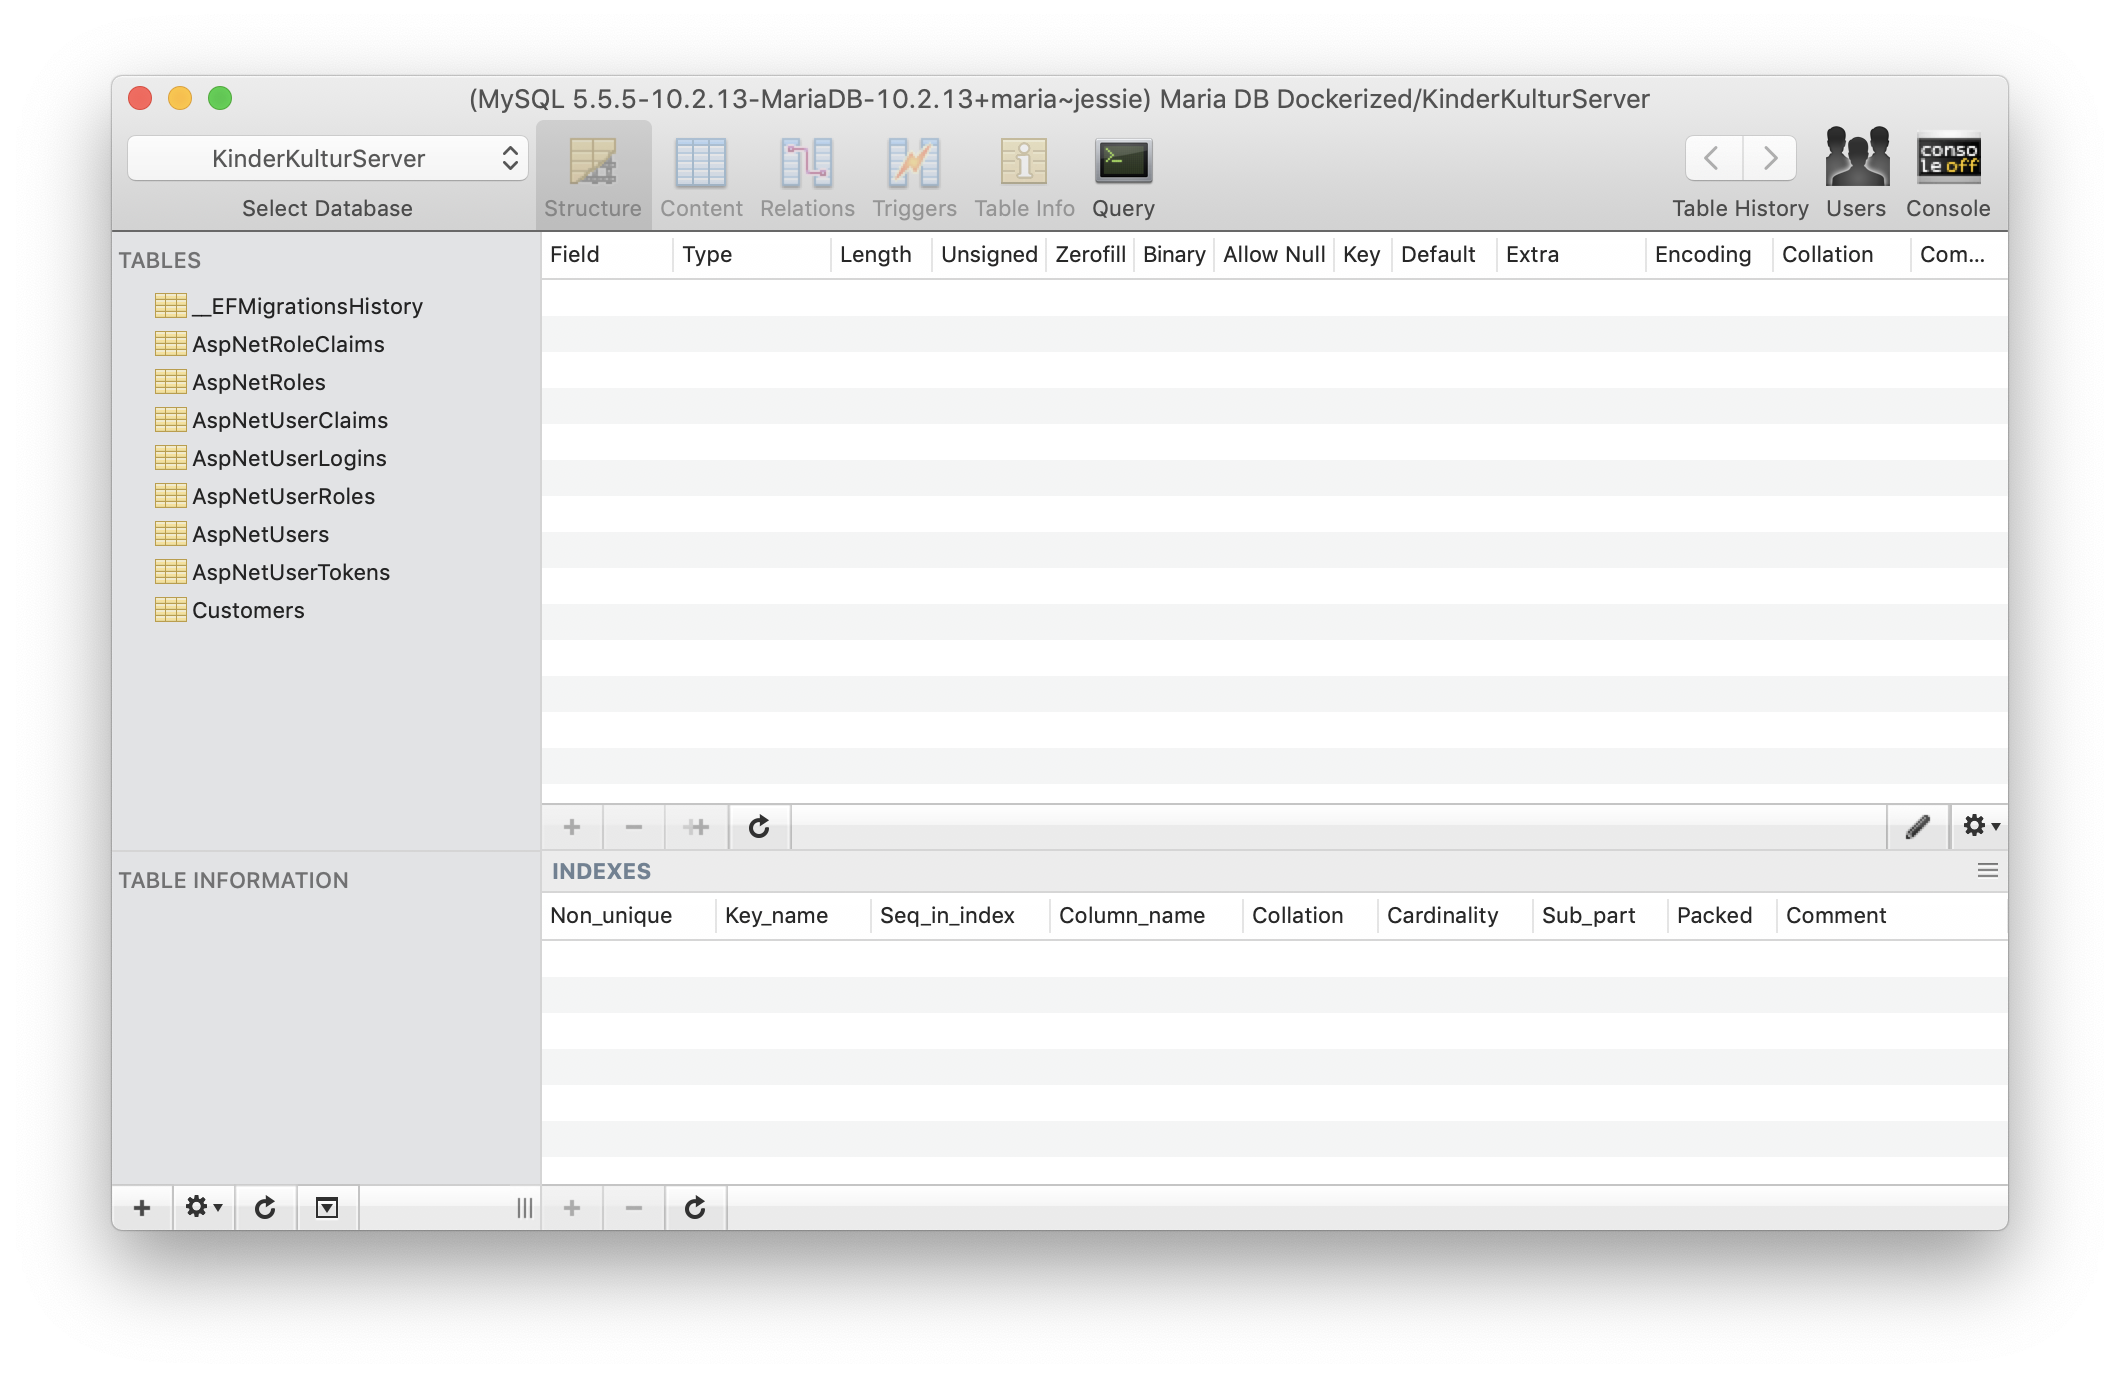 (MySQL 5.5.5-10.2.13-MariaDB-10.2.13+maria~jessie) Maria DB Dockerized/KinderKulturServer
KinderKulturServer
Select Database
Structure Content Relations Triggers Table Info Query
conso
le off
Table History Users Console
TABLES
__EFMigrationsHistory
AspNetRoleClaims
AspNetRoles
AspNetUserClaims
AspNetUserLogins
AspNetUserRoles
AspNetUsers
AspNetUserTokens
Customers
TABLE INFORMATION
Field Type Length Unsigned Zerofill Binary Allow Null Key Default Extra Encoding Collation Com...
INDEXES
Non_unique Key_name Seq_in_index Column_name Collation Cardinality Sub_part Packed Comment